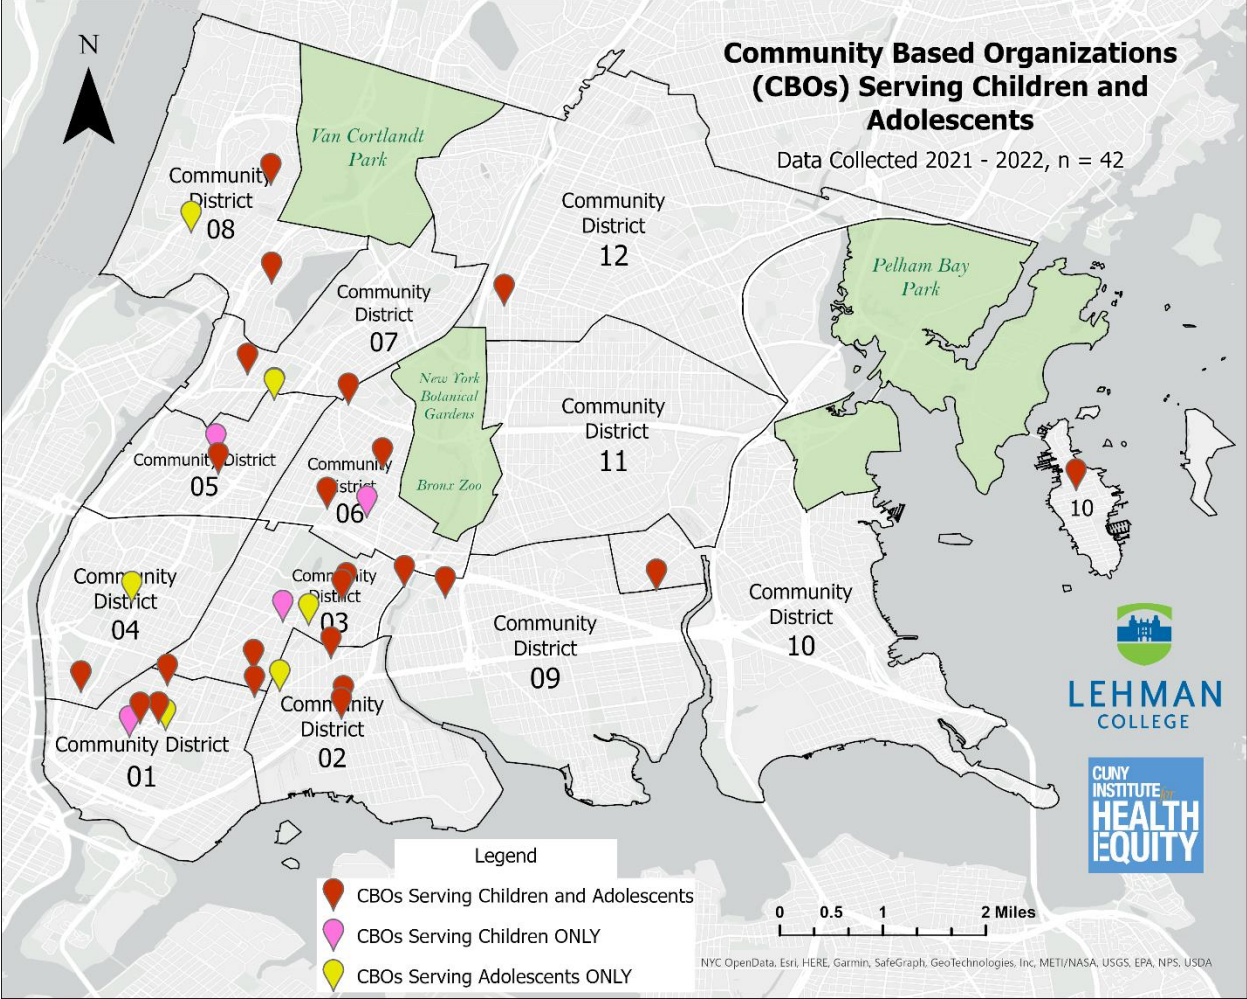 N
Community Based Organizations
(CBOs) Serving Children and
Adolescents
Data Collected 2021 - 2022, n = 42
Van Cortlandt
Park
Community
District
08
Community
District
12
Pelham Bay
Park
Community
District
07
New York
Botanical
Gardens
Bronx Zoo
Community
District
11
Community District
05
Community
District
06
10
Community
District
04
Community
District
03
Community
District
09
Community
District
10
Community
District
02
Community District
01
LEHMAN
COLLEGE
CUNY
INSTITUTE for
HEALTH
EQUITY
Legend
CBOs Serving Children and Adolescents
CBOs Serving Children ONLY
CBOs Serving Adolescents ONLY
0 0.5 1 2 Miles
NYC OpenData, Esri, HERE, Garmin, SafeGraph, GeoTechnologies, Inc, METI/NASA, USGS, EPA, NPS, USDA